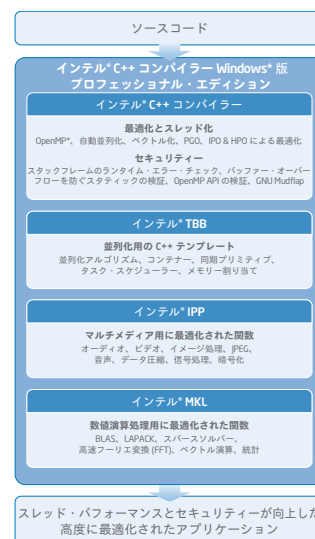 ソースコード
インテル® C++ コンパイラー Windows* 版
プロフェッショナル・エディション
インテル® C++ コンパイラー
最適化とスレッド化
OpenMP*、自動並列化、ベクトル化、PGO、IPO & HPO による最適化
セキュリティー
スタックフレームのランタイム・エラー・チェック、バッファー・オーバー
フローを防ぐスタティックの検証、OpenMP API の検証、GNU Mudflap
インテル® TBB
並列化用の C++ テンプレート
並列化アルゴリズム、コンテナー、同期プリミティブ、
タスク・スケジューラー、メモリー割り当て
インテル® IPP
マルチメディア用に最適化された関数
オーディオ、ビデオ、イメージ処理、JPEG、
音声、データ圧縮、信号処理、暗号化
インテル® MKL
数値演算処理用に最適化された関数
BLAS、LAPACK、スパースソルバー、
高速フーリエ変換 (FFT)、ベクトル演算、統計
スレッド・パフォーマンスとセキュリティーが向上した
高度に最適化されたアプリケーション